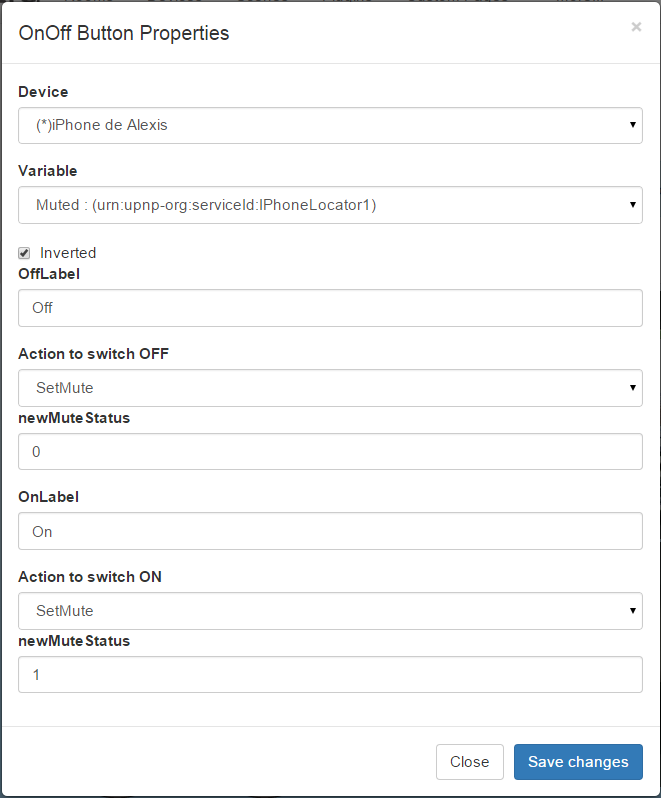 OnOff Button Properties
×
Device
(*)iPhone de Alexis
Variable
Muted : (urn:upnp-org:serviceId:IPhoneLocator1)
Inverted
OffLabel
Off
Action to switch OFF
SetMute
newMuteStatus
0
OnLabel
On
Action to switch ON
SetMute
newMuteStatus
1
Close
Save changes